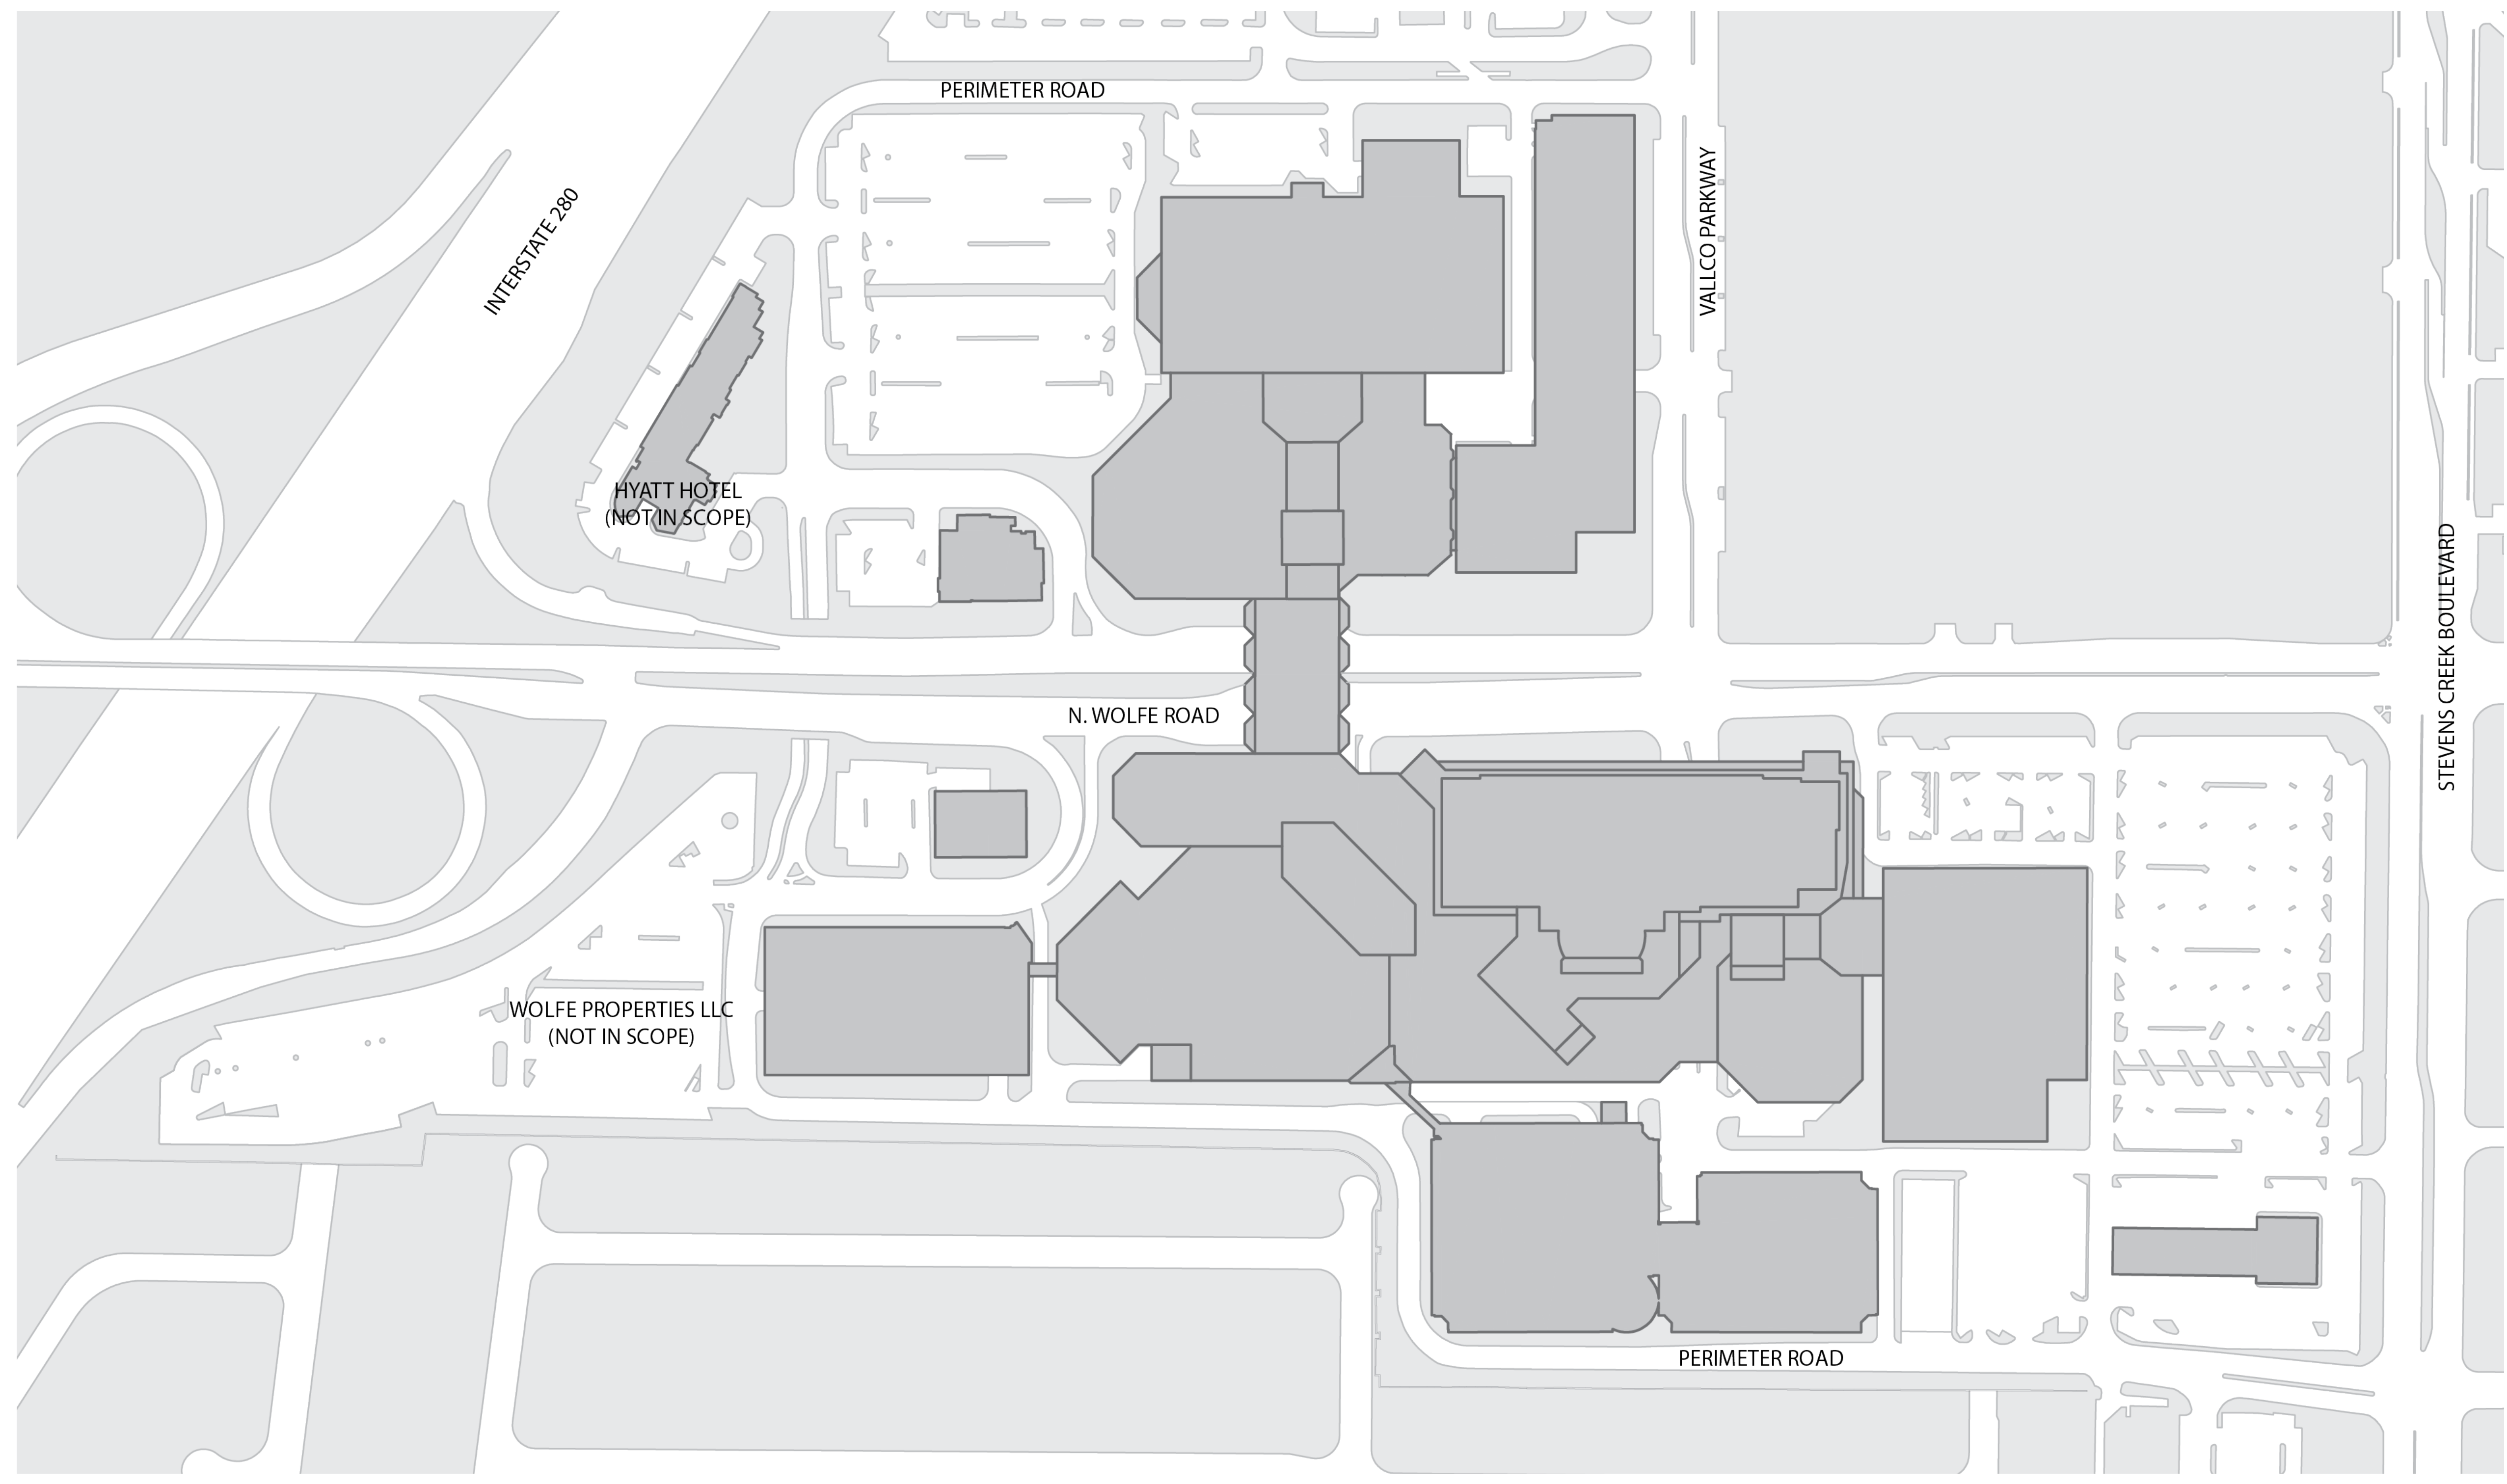 PERIMETER ROAD
INTERSTATE 280
VALLCO PARKWAY
HYATT HOTEL
(NOT IN SCOPE)
STEVENS CREEK BOULEVARD
N. WOLFE ROAD
WOLFE PROPERTIES LLC
(NOT IN SCOPE)
PERIMETER ROAD